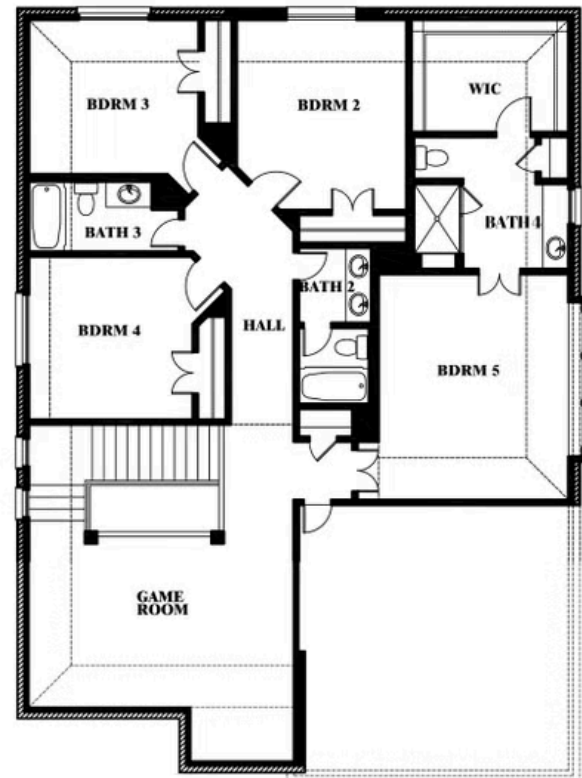 BDRM 3
BDRM 2
WIC
BATH 3
BATH 4
BATH 2
BDRM 4
HALL
BDRM 5
GAME
ROOM